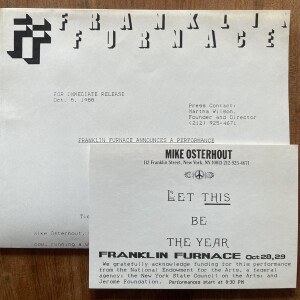 FRANKLIN
FURNACE
FOR IMMEDIATE RELEASE
Oct. 8, 1988
Press Contact:
Martha Wilson,
Founder and Director
(212) 925-4671
FRANKLIN FURNACE ANNOUNCES A PERFORMANCE
MIKE OSTERHOUT
112 Franklin Street, New York, NY 10013 212-925-4671
LET THIS
BE
THE YEAR
FRANKLIN FURNACE Oct 28, 29
We gratefully acknowledge funding for this performance
from the National Endowment for the Arts, a federal
agency; the New York State Council on the Arts; and
Jerome Foundation. Performances start at 8:30 PM
Mike Osterhout,